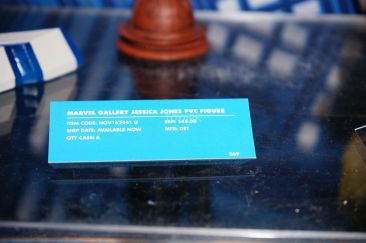 MARVEL GALLERY JESSICA JONES PVC FIGURE
ITEM CODE: NOV162541 U SRP: $45.00
SHIP DATE: AVAILABLE NOW MFR: DST
QTY CASE: 6
269